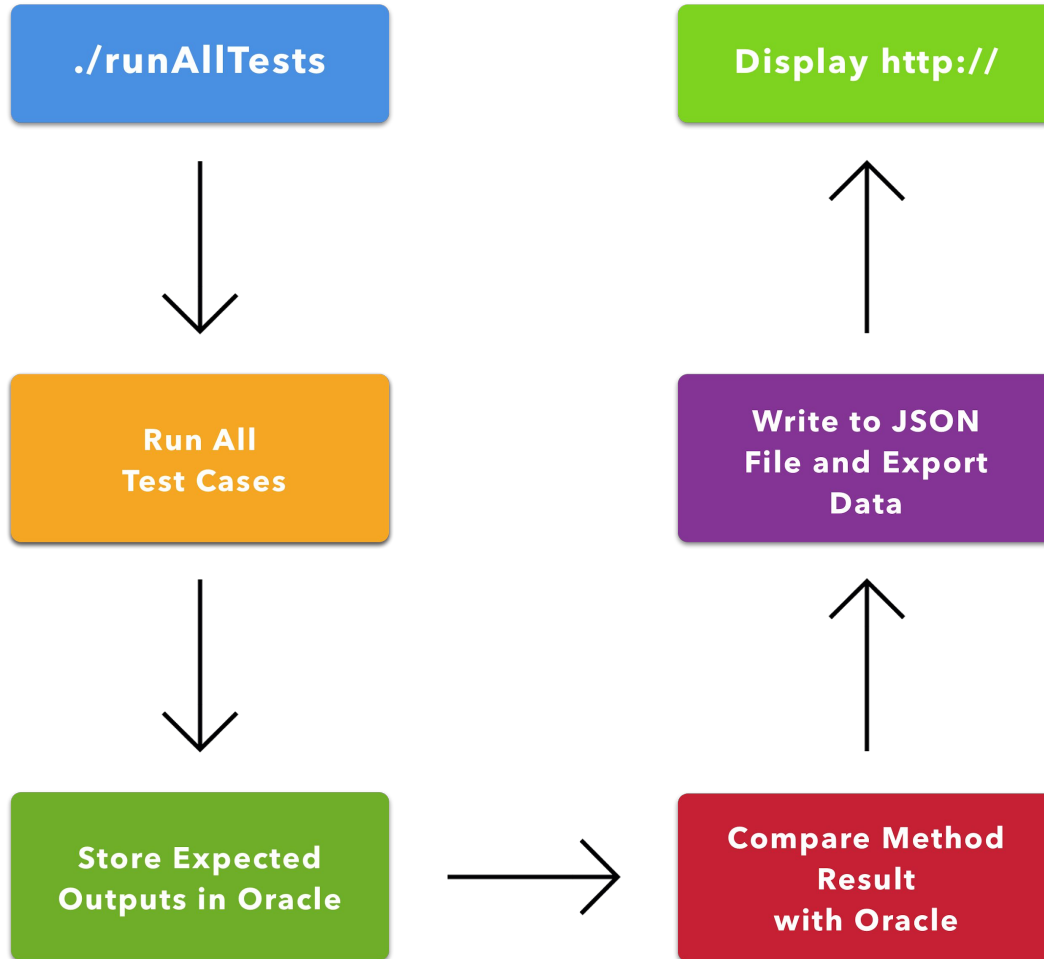 ./runAllTests
Run All
Test Cases
Store Expected
Outputs in Oracle
Compare Method
Result
with Oracle
Write to JSON
File and Export
Data
Display http://